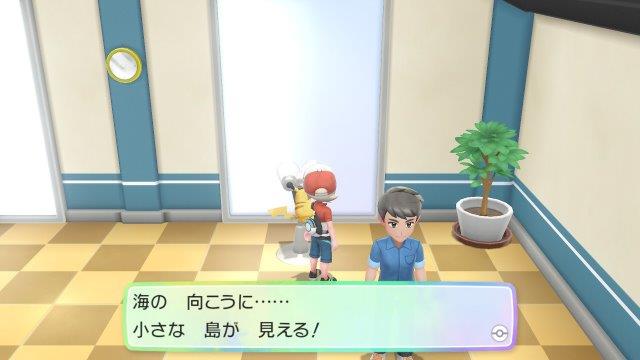 海の　向こうに……
小さな　島が　見える！